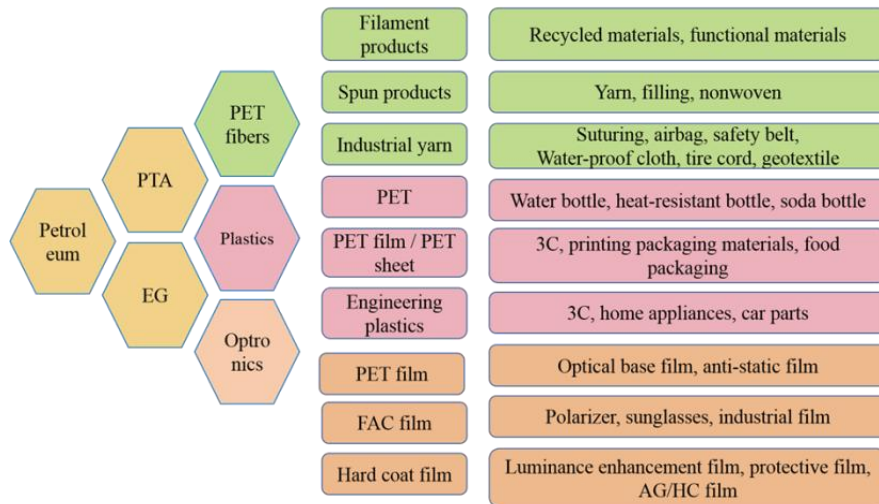 Petrol
eum
PTA
EG
PET
fibers
Plastics
Optro
nics
Filament
products
Recycled materials, functional materials
Spun products
Yarn, filling, nonwoven
Industrial yarn
Suturing, airbag, safety belt,
Water-proof cloth, tire cord, geotextile
PET
Water bottle, heat-resistant bottle, soda bottle
PET film / PET
sheet
3C, printing packaging materials, food
packaging
Engineering
plastics
3C, home appliances, car parts
PET film
Optical base film, anti-static film
FAC film
Polarizer, sunglasses, industrial film
Hard coat film
Luminance enhancement film, protective film,
AG/HC film